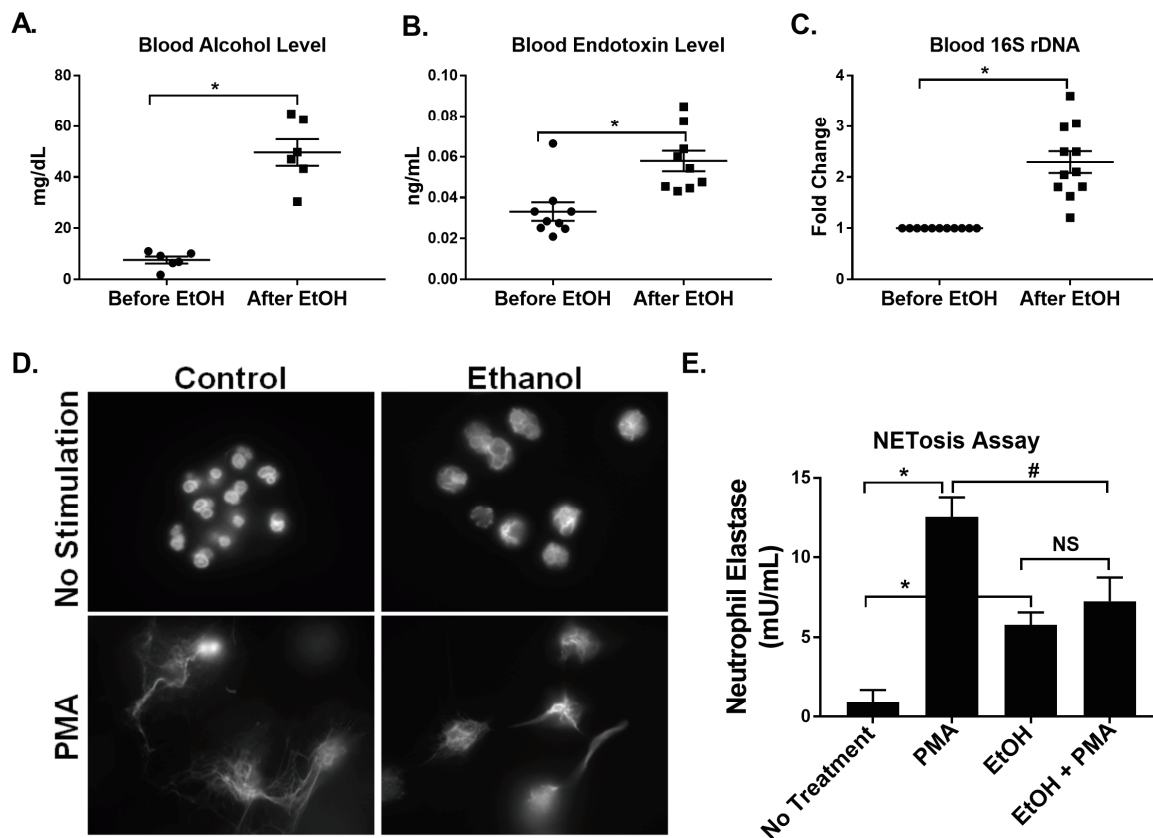 A.
Blood Alcohol Level
mg/dL
80
60
40
20
0
*
Before EtOH
After EtOH
B.
Blood Endotoxin Level
ng/mL
0.10
0.08
0.06
0.04
0.02
0.00
*
Before EtOH
After EtOH
C.
Blood 16S rDNA
Fold Change
4
3
2
1
0
*
Before EtOH
After EtOH
D.
Control
Ethanol
No Stimulation
PMA
E.
NETosis Assay
Neutrophil Elastase
(mU/mL)
15
10
5
0
*
#
*
NS
No Treatment
PMA
EtOH
EtOH + PMA